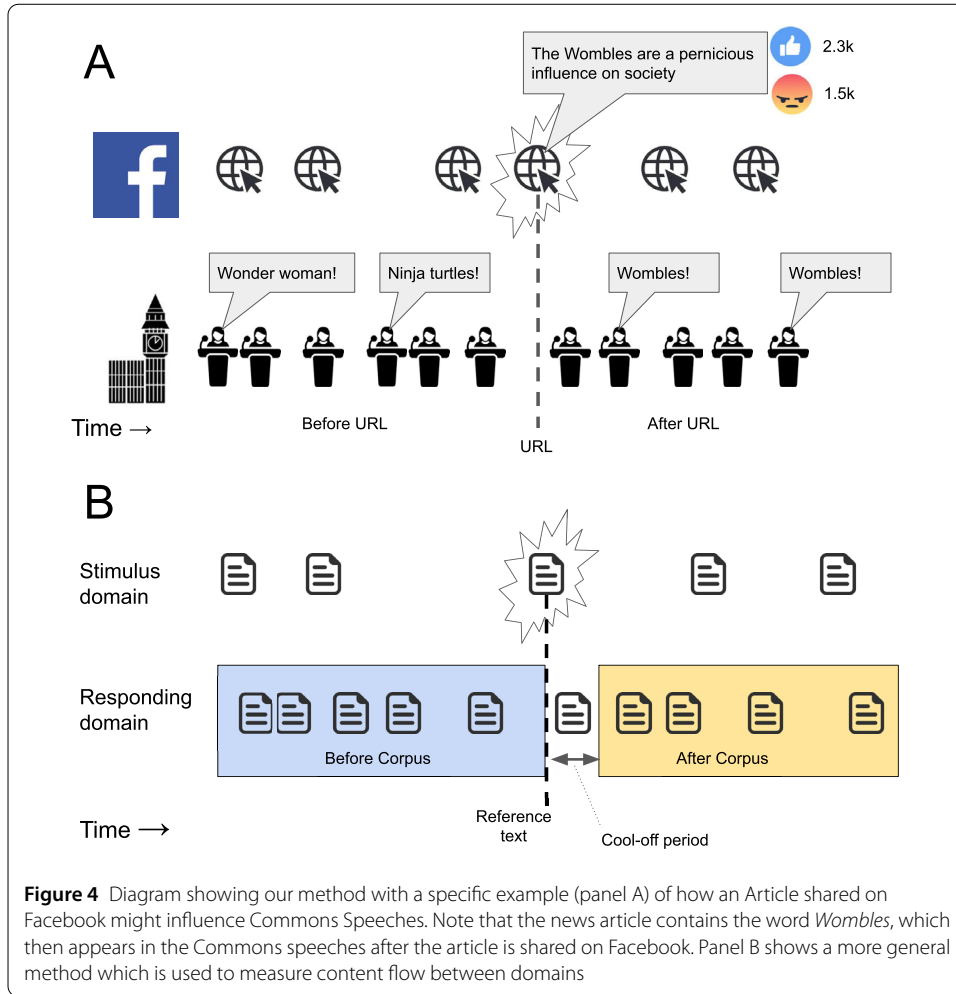 A
The Wombles are a pernicious
influence on society
2.3k
1.5k
f
Wonder woman!
Ninja turtles!
Wombles!
Wombles!
Time →
Before URL
After URL
URL
B
Stimulus
domain
Responding
domain
Before Corpus
After Corpus
Reference
text
Cool-off period
Time →
Figure 4 Diagram showing our method with a specific example (panel A) of how an Article shared on
Facebook might influence Commons Speeches. Note that the news article contains the word Wombles, which
then appears in the Commons speeches after the article is shared on Facebook. Panel B shows a more general
method which is used to measure content flow between domains